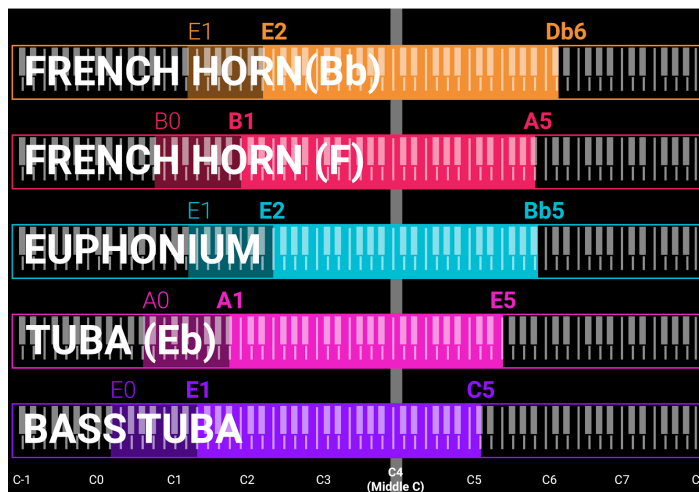 E1 E2 Db6
FRENCH HORN(Bb)
B0 B1 A5
FRENCH HORN (F)
E1 E2 Bb5
EUPHONIUM
A0 A1 E5
TUBA (Eb)
E0 E1 C5
BASS TUBA
C-1 C0 C1 C2 C3 C4 C5 C6 C7
(Middle C)